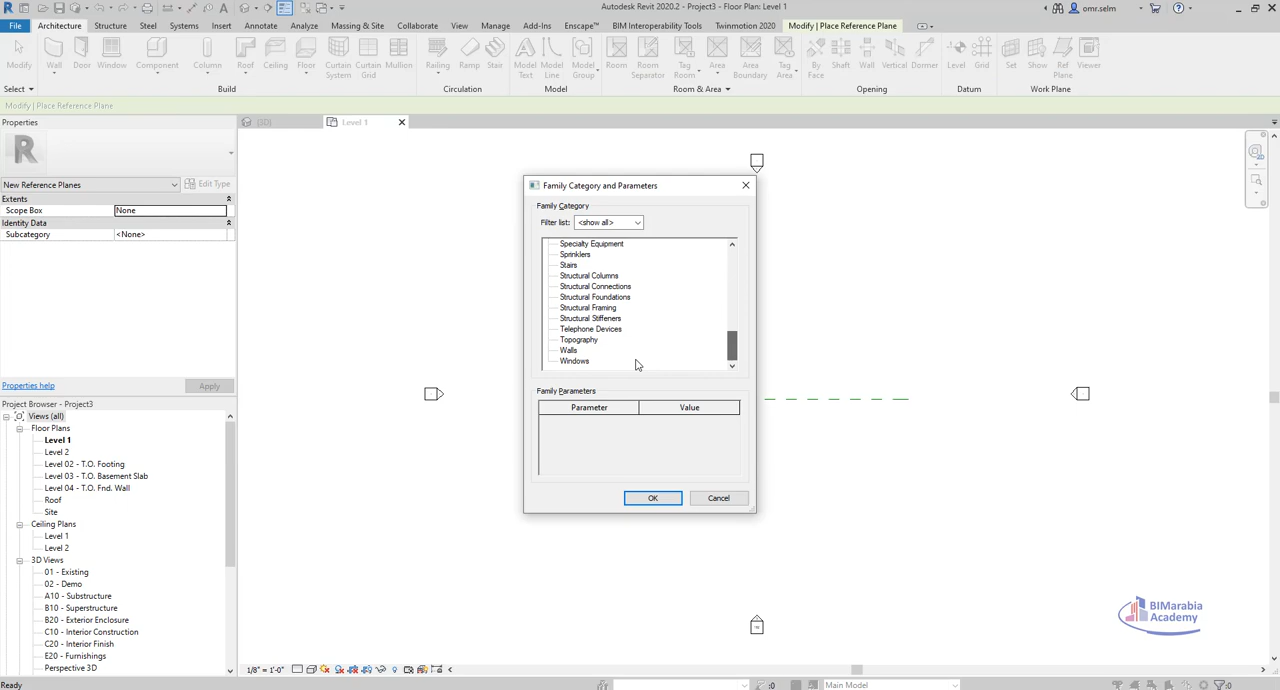 Autodesk Revit 2020.2 - Project3 - Floor Plan: Level 1
omr.selm
File Architecture Structure Steel Systems Insert Annotate Analyze Massing & Site Collaborate View Manage Add-Ins Enscape™ BIM Interoperability Tools Twinmotion 2020 Modify | Place Reference Plane
Modify Wall Door Window Component Column Roof Ceiling Floor Curtain System Curtain Grid Mullion Railing Ramp Stair Model Text Model Line Model Group Room Room Separator Tag Room Area Area Boundary Tag Area By Face Shaft Wall Vertical Dormer Level Grid Set Show Ref Plane Viewer
Select Build Circulation Model Room & Area Opening Datum Work Plane
Modify | Place Reference Plane
Properties
{3D}
Level 1
New Reference Planes
Edit Type
Extents
Scope Box None
Identity Data
Subcategory <None>
Properties help
Apply
Project Browser - Project3
Views (all)
Floor Plans
Level 1
Level 2
Level 02 - T.O. Footing
Level 03 - T.O. Basement Slab
Level 04 - T.O. Fnd. Wall
Roof
Site
Ceiling Plans
Level 1
Level 2
3D Views
01 - Existing
02 - Demo
A10 - Substructure
B10 - Superstructure
B20 - Exterior Enclosure
C10 - Interior Construction
C20 - Interior Finish
E20 - Furnishings
Perspective 3D
Family Category and Parameters
Family Category
Filter list: <show all>
Specialty Equipment
Sprinklers
Stairs
Structural Columns
Structural Connections
Structural Foundations
Structural Framing
Structural Stiffeners
Telephone Devices
Topography
Walls
Windows
Family Parameters
Parameter Value
OK Cancel
BIMarabia
Academy
1/8" = 1'-0"
Ready
:0
Main Model
:0